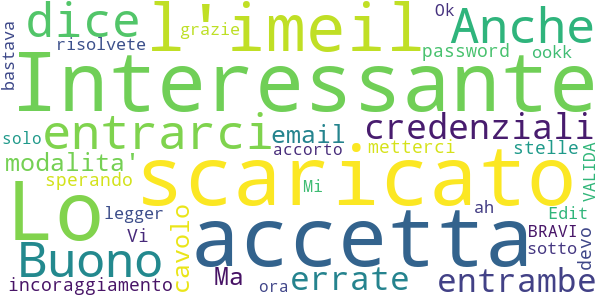 dice l'imeil Anche Ok
grazie
bastava risolvete password ookk
Interessante
entrarci credenziali
solo email accorto metterci stelle
modalita' scaricato VALIDA
sperando Mi
Lo legger accetta ah Edit
cavolo BRAVI
Vi sotto devo
Buono Ma errate entrambe
incoraggiamento ora